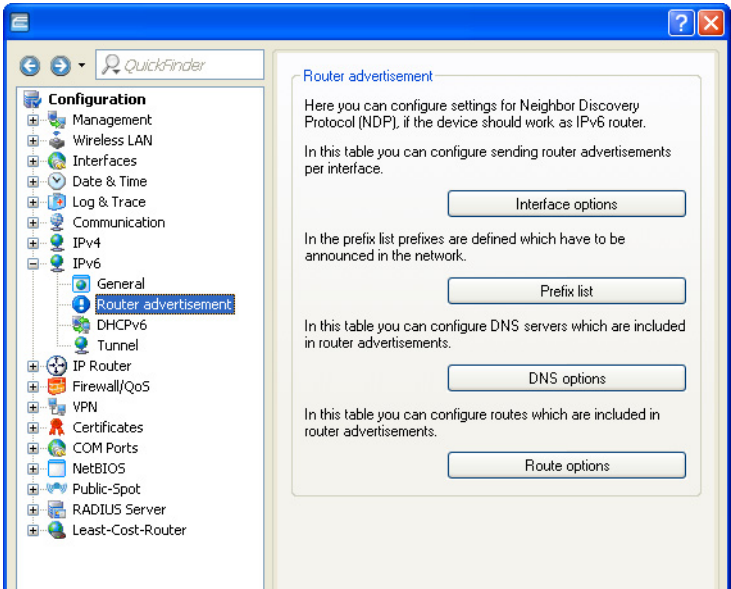 QuickFinder
Configuration
Management
Wireless LAN
Interfaces
Date & Time
Log & Trace
Communication
IPv4
IPv6
General
Router advertisement
DHCPv6
Tunnel
IP Router
Firewall/QoS
VPN
Certificates
COM Ports
NetBIOS
Public-Spot
RADIUS Server
Least-Cost-Router
Router advertisement
Here you can configure settings for Neighbor Discovery
Protocol (NDP), if the device should work as IPv6 router.
In this table you can configure sending router advertisements
per interface.
Interface options
In the prefix list prefixes are defined which have to be
announced in the network.
Prefix list
In this table you can configure DNS servers which are included
in router advertisements.
DNS options
In this table you can configure routes which are included in
router advertisements.
Route options